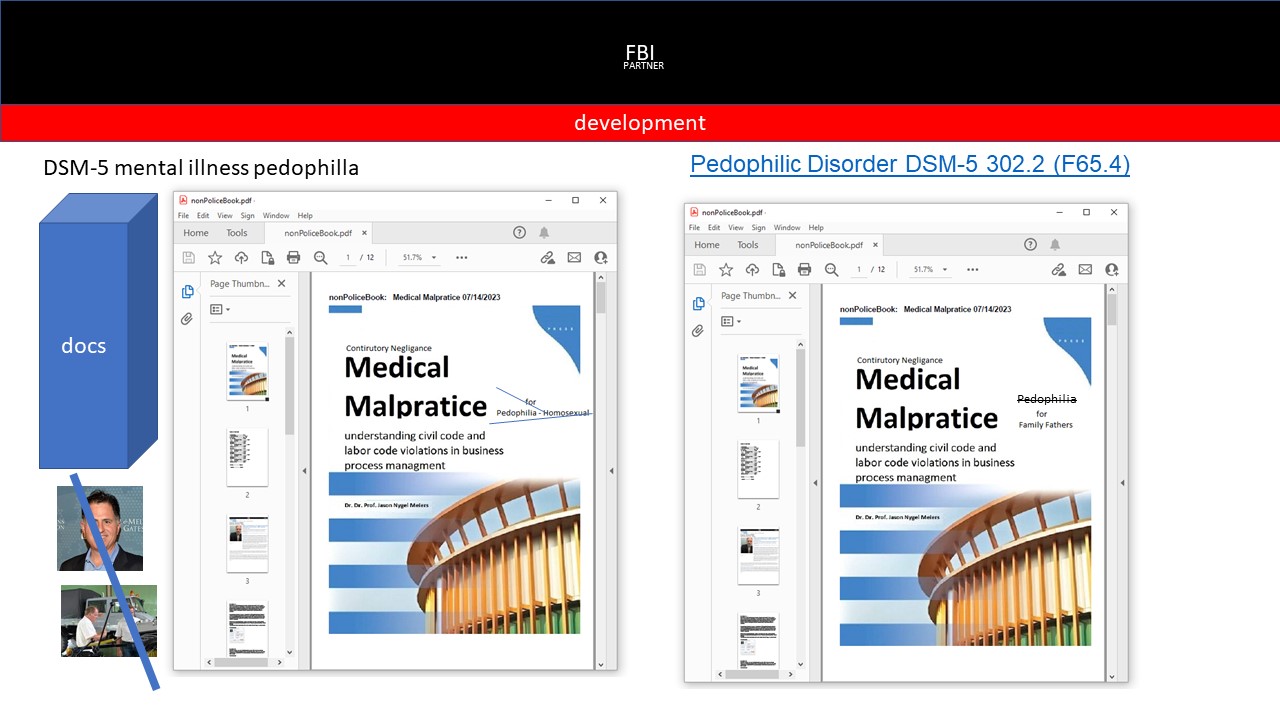 FBI
PARTNER
development
DSM-5 mental illness pedophilla
docs
nonPoliceBook.pdf
File Edit View Sign Window Help
Home Tools nonPoliceBook.pdf ×
1 / 12 51.7%
Page Thumbn...
1
2
3
nonPoliceBook: Medical Malpratice 07/14/2023
PRESS
Contirutory Negligance
Medical
Malpratice
for
Pedophilia - Homosexual
understanding civil code and
labor code violations in business
process managment
Dr. Dr. Prof. Jason Nygel Meters
Pedophilic Disorder DSM-5 302.2 (F65.4)
nonPoliceBook.pdf
File Edit View Sign Window Help
Home Tools nonPoliceBook.pdf ×
1 / 12 51.7%
Page Thumbn...
1
2
3
nonPoliceBook: Medical Malpratice 07/14/2023
PRESS
Contirutory Negligance
Medical
Malpratice
Pedophilia
for
Family Fathers
understanding civil code and
labor code violations in business
process managment
Dr. Dr. Prof. Jason Nygel Meters